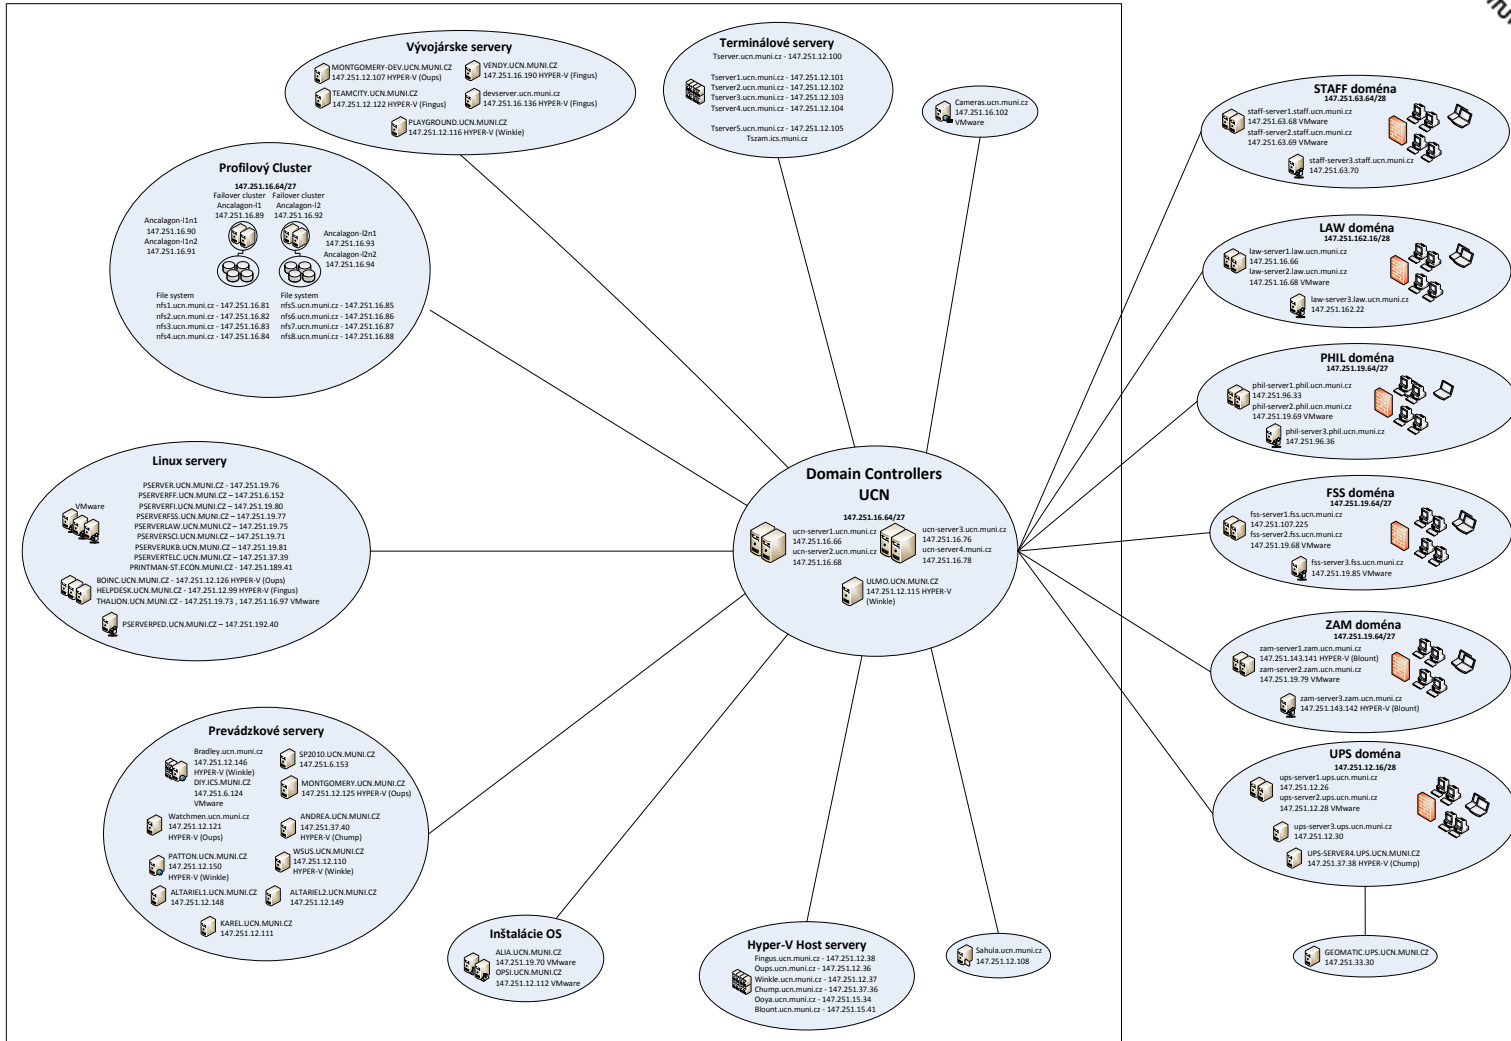 Vývojárske servery
MONTGOMERY-DEV.UCN.MUNI.CZ
147.251.12.107 HYPER-V (Oups)
VENDY.UCN.MUNI.CZ
147.251.16.190 HYPER-V (Fingus)
TEAMCITY.UCN.MUNI.CZ
147.251.12.122 HYPER-V (Fingus)
devserver.ucn.muni.cz
147.251.16.136 HYPER-V (Fingus)
PLAYGROUND.UCN.MUNI.CZ
147.251.12.116 HYPER-V (Winkle)
Terminálové servery
Tserver.ucn.muni.cz - 147.251.12.100
Tserver1.ucn.muni.cz - 147.251.12.101
Tserver2.ucn.muni.cz - 147.251.12.102
Tserver3.ucn.muni.cz - 147.251.12.103
Tserver4.ucn.muni.cz - 147.251.12.104
Tserver5.ucn.muni.cz - 147.251.12.105
Tszam.ics.muni.cz
Cameras.ucn.muni.cz
147.251.16.102
VMware
Profilový Cluster
147.251.16.64/27
Failover cluster
Ancalagon-l1
147.251.16.89
Failover cluster
Ancalagon-l2
147.251.16.92
Ancalagon-l1n1
147.251.16.90
Ancalagon-l1n2
147.251.16.91
Ancalagon-l2n1
147.251.16.93
Ancalagon-l2n2
147.251.16.94
File system
nfs1.ucn.muni.cz - 147.251.16.81
nfs2.ucn.muni.cz - 147.251.16.82
nfs3.ucn.muni.cz - 147.251.16.83
nfs4.ucn.muni.cz - 147.251.16.84
File system
nfs5.ucn.muni.cz - 147.251.16.85
nfs6.ucn.muni.cz - 147.251.16.86
nfs7.ucn.muni.cz - 147.251.16.87
nfs8.ucn.muni.cz - 147.251.16.88
Linux servery
VMware
PSERVER.UCN.MUNI.CZ - 147.251.19.76
PSERVERFF.UCN.MUNI.CZ – 147.251.6.152
PSERVERFI.UCN.MUNI.CZ – 147.251.19.80
PSERVERFSS.UCN.MUNI.CZ – 147.251.19.77
PSERVERLAW.UCN.MUNI.CZ – 147.251.19.75
PSERVERSCI.UCN.MUNI.CZ – 147.251.19.71
PSERVERUKB.UCN.MUNI.CZ – 147.251.19.81
PSERVERTELC.UCN.MUNI.CZ – 147.251.37.39
PRINTMAN-ST.ECON.MUNI.CZ - 147.251.189.41
BOINC.UCN.MUNI.CZ - 147.251.12.126 HYPER-V (Oups)
HELPDESK.UCN.MUNI.CZ - 147.251.12.99 HYPER-V (Fingus)
THALION.UCN.MUNI.CZ - 147.251.19.73 , 147.251.16.97 VMware
PSERVERPED.UCN.MUNI.CZ – 147.251.192.40
Domain Controllers
UCN
147.251.16.64/27
ucn-server1.ucn.muni.cz
147.251.16.66
ucn-server2.ucn.muni.cz
147.251.16.68
ucn-server3.ucn.muni.cz
147.251.16.76
ucn-server4.muni.cz
147.251.16.78
ULMO.UCN.MUNI.CZ
147.251.12.115 HYPER-V
(Winkle)
Prevádzkové servery
Bradley.ucn.muni.cz
147.251.12.146
HYPER-V (Winkle)
DIY.ICS.MUNI.CZ
147.251.6.124
VMware
SP2010.UCN.MUNI.CZ
147.251.6.153
MONTGOMERY.UCN.MUNI.CZ
147.251.12.125 HYPER-V (Oups)
Watchmen.ucn.muni.cz
147.251.12.121
HYPER-V (Oups)
ANDREA.UCN.MUNI.CZ
147.251.37.40
HYPER-V (Chump)
PATTON.UCN.MUNI.CZ
147.251.12.150
HYPER-V (Winkle)
WSUS.UCN.MUNI.CZ
147.251.12.110
HYPER-V (Winkle)
ALTARIEL1.UCN.MUNI.CZ
147.251.12.148
ALTARIEL2.UCN.MUNI.CZ
147.251.12.149
KAREL.UCN.MUNI.CZ
147.251.12.111
Inštalácie OS
ALIA.UCN.MUNI.CZ
147.251.19.70 VMware
OPSI.UCN.MUNI.CZ
147.251.12.112 VMware
Hyper-V Host servery
Fingus.ucn.muni.cz - 147.251.12.38
Oups.ucn.muni.cz - 147.251.12.36
Winkle.ucn.muni.cz - 147.251.12.37
Chump.ucn.muni.cz - 147.251.37.36
Ooya.ucn.muni.cz - 147.251.15.34
Blount.ucn.muni.cz - 147.251.15.41
Sahula.ucn.muni.cz
147.251.12.108
STAFF doména
147.251.63.64/28
staff-server1.staff.ucn.muni.cz
147.251.63.68 VMware
staff-server2.staff.ucn.muni.cz
147.251.63.69 VMware
staff-server3.staff.ucn.muni.cz
147.251.63.70
LAW doména
147.251.162.16/28
law-server1.law.ucn.muni.cz
147.251.16.66
law-server2.law.ucn.muni.cz
147.251.16.68 VMware
law-server3.law.ucn.muni.cz
147.251.162.22
PHIL doména
147.251.19.64/27
phil-server1.phil.ucn.muni.cz
147.251.96.33
phil-server2.phil.ucn.muni.cz
147.251.19.69 VMware
phil-server3.phil.ucn.muni.cz
147.251.96.36
FSS doména
147.251.19.64/27
fss-server1.fss.ucn.muni.cz
147.251.107.225
fss-server2.fss.ucn.muni.cz
147.251.19.68 VMware
fss-server3.fss.ucn.muni.cz
147.251.19.85 VMware
ZAM doména
147.251.19.64/27
zam-server1.zam.ucn.muni.cz
147.251.143.141 HYPER-V (Blount)
zam-server2.zam.ucn.muni.cz
147.251.19.79 VMware
zam-server3.zam.ucn.muni.cz
147.251.143.142 HYPER-V (Blount)
UPS doména
147.251.12.16/28
ups-server1.ups.ucn.muni.cz
147.251.12.26
ups-server2.ups.ucn.muni.cz
147.251.12.28 VMware
ups-server3.ups.ucn.muni.cz
147.251.12.30
UPS-SERVER4.UPS.UCN.MUNI.CZ
147.251.37.38 HYPER-V (Chump)
GEOMATIC.UPS.UCN.MUNI.CZ
147.251.33.30